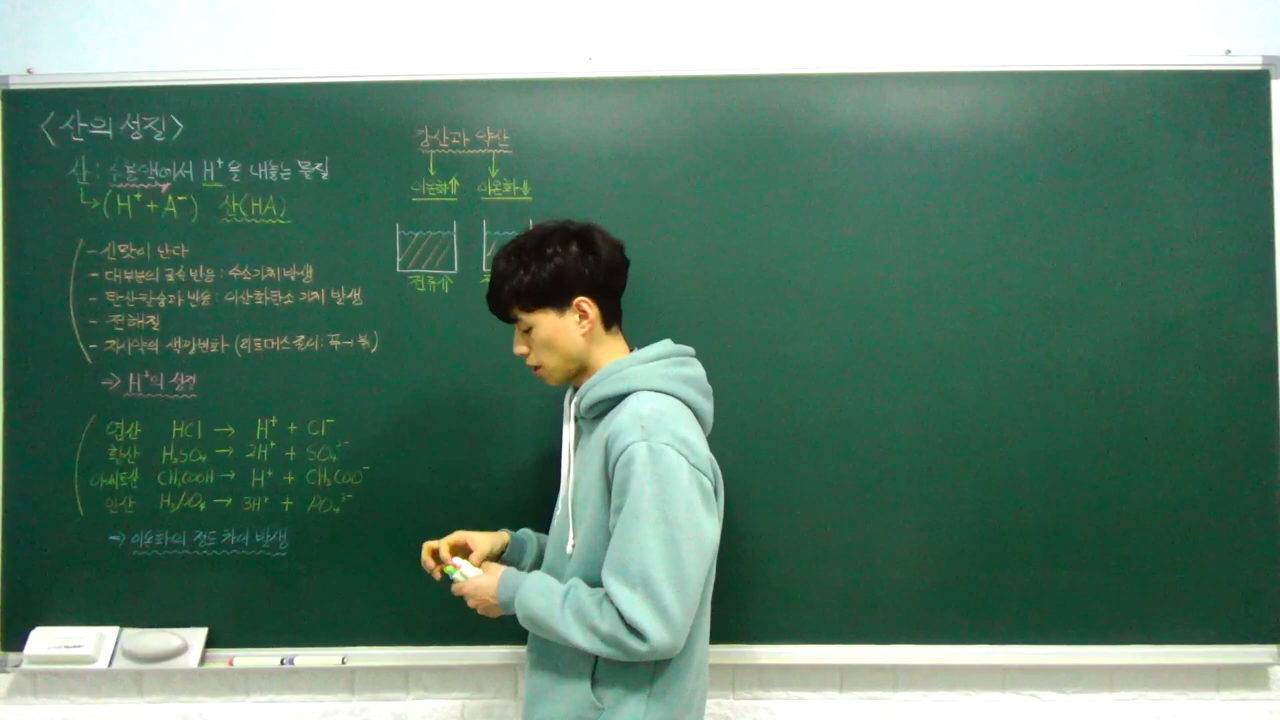 <산의 성질>
산 : 수용액에서 H⁺을 내놓는 물질
↳ (H⁺ + A⁻) 산(HA)
- 신맛이 난다
- 대부분의 금속 반응 : 수소기체 발생
- 탄산칼슘과 반응 : 이산화탄소 기체 발생
- 전해질
- 지시약의 색깔변화 (리트머스 종이. 푸→붉)
⇒ H⁺의 성질
염산 HCl → H⁺ + Cl⁻
황산 H₂SO₄ → 2H⁺ + SO₄²⁻
아세트산 CH₃COOH → H⁺ + CH₃COO⁻
인산 H₃PO₄ → 3H⁺ + PO₄³⁻
⇒ 이온화의 정도 차이 발생
강산과 약산
↓ ↓
이온화⇑ 이온화⇓
전류↑